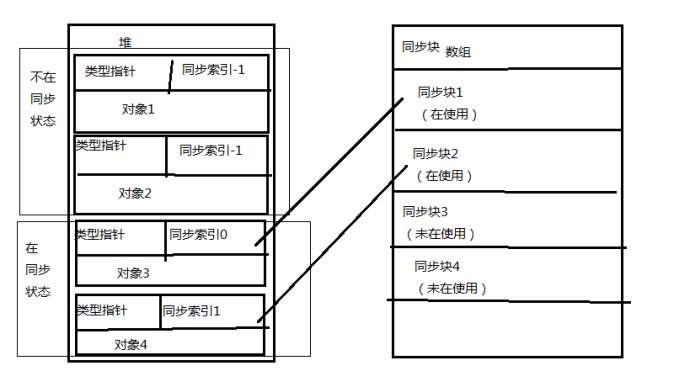 堆
不在
同步
状态
类型指针
同步索引-1
对象1
类型指针
同步索引-1
对象2
在
同步
状态
类型指针
同步索引0
对象3
类型指针
同步索引1
对象4
同步块 数组
同步块1
（在使用）
同步块2
（在使用）
同步块3
（未在使用）
同步块4
（未在使用）